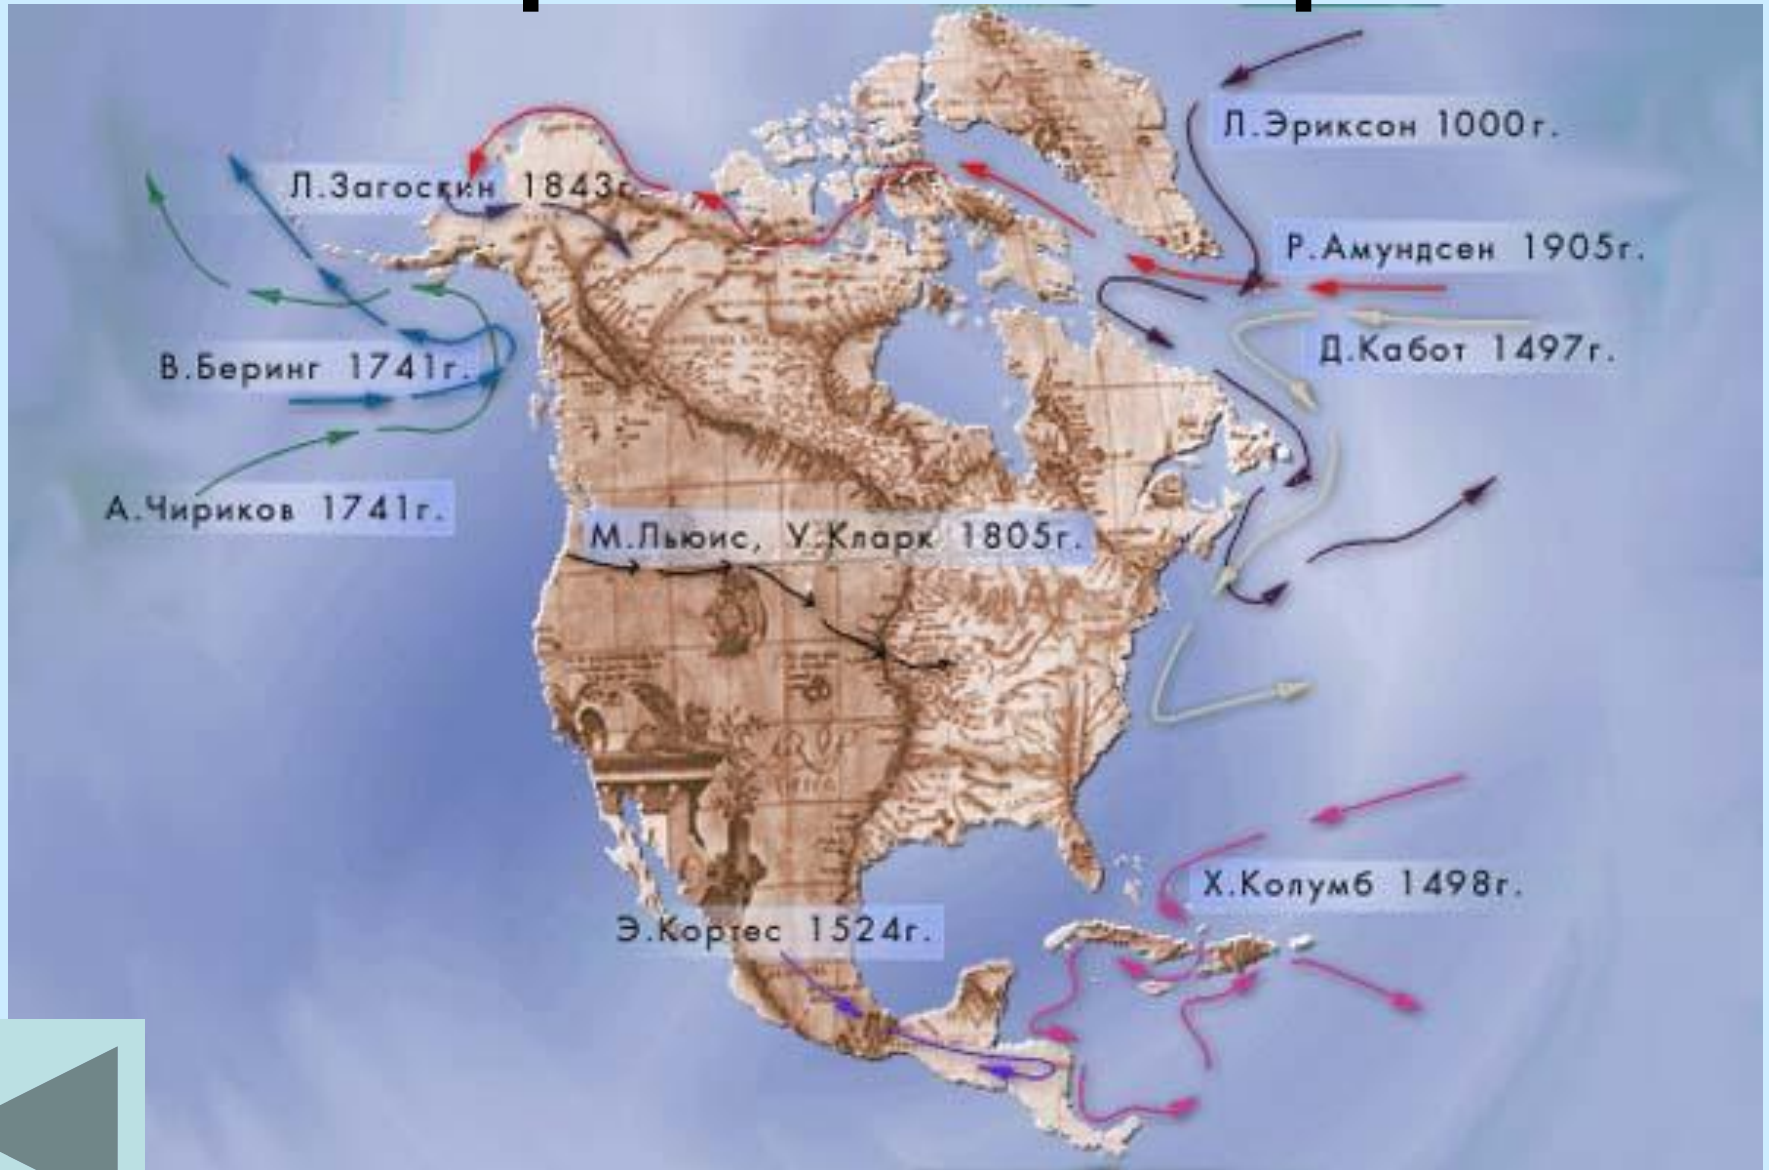 Л.Эриксон 1000г.
Л.Загоскин 1843г.
Р.Амундсен 1905г.
Д.Кабот 1497г.
В.Беринг 1741г.
А.Чириков 1741г.
М.Льюис, У.Кларк 1805г.
Х.Колумб 1498г.
Э.Кортес 1524г.